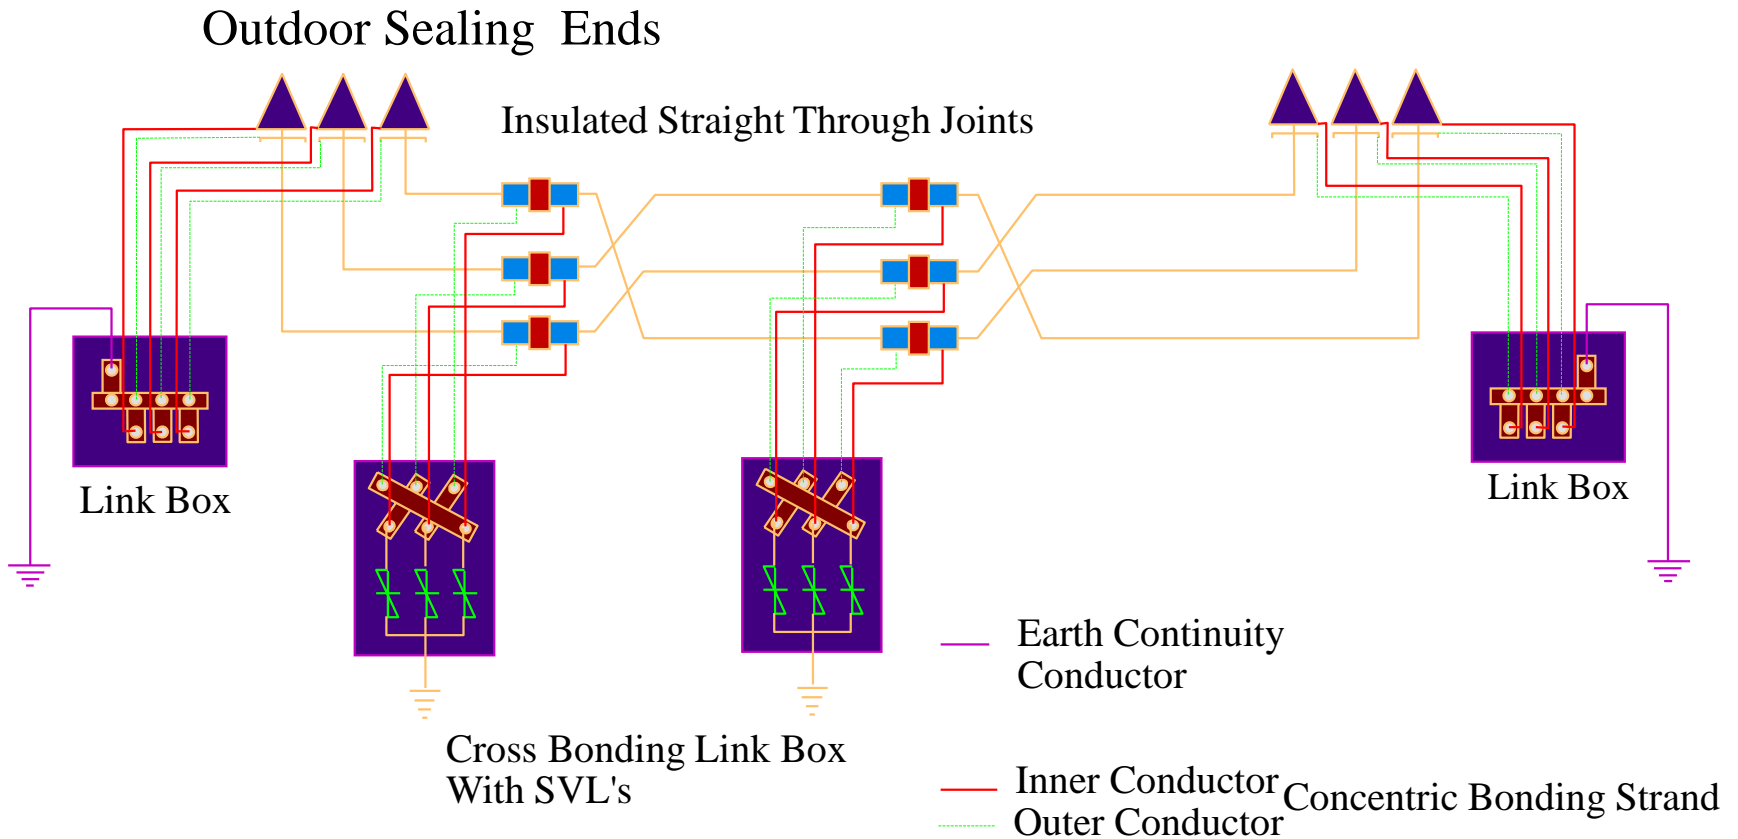 Outdoor Sealing Ends
Insulated Straight Through Joints
Link Box
Link Box
Earth Continuity
Conductor
Cross Bonding Link Box
With SVL's
Inner Conductor
Concentric Bonding Strand
Outer Conductor